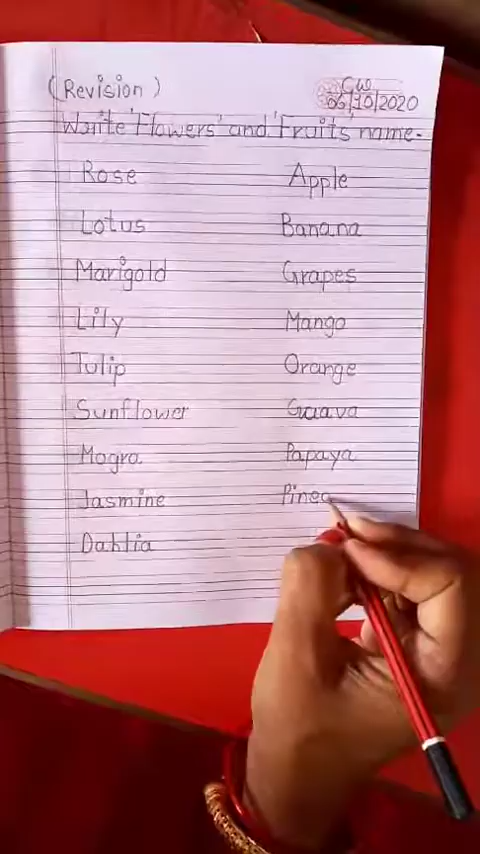 (Revision)
CW
06/10/2020
Write 'Flowers' and 'Fruits' name.
Rose Apple
Lotus Banana
Marigold Grapes
Lily Mango
Tulip Orange
Sunflower Guava
Mogra Papaya
Jasmine Pinea
Dahlia